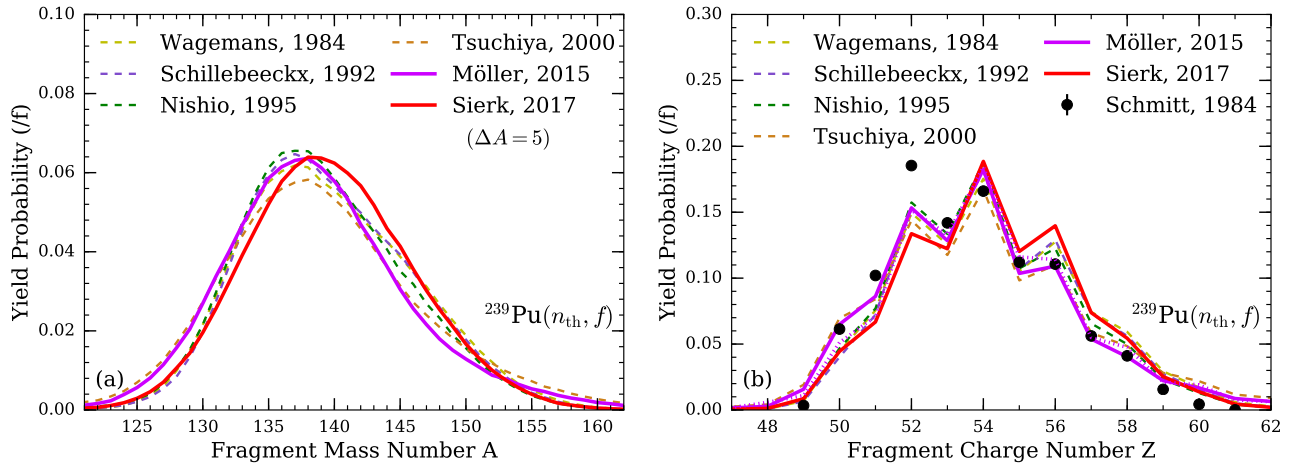 0.10
0.08
0.06
0.04
0.02
0.00
Yield Probability (/f)
Wagemans, 1984
Schillebeeckx, 1992
Nishio, 1995
Tsuchiya, 2000
Möller, 2015
Sierk, 2017
(ΔA = 5)
²³⁹Pu(n_th, f)
(a)
125 130 135 140 145 150 155 160
Fragment Mass Number A
0.30
0.25
0.20
0.15
0.10
0.05
0.00
Yield Probability (/f)
Wagemans, 1984
Schillebeeckx, 1992
Nishio, 1995
Tsuchiya, 2000
Möller, 2015
Sierk, 2017
Schmitt, 1984
²³⁹Pu(n_th, f)
(b)
48 50 52 54 56 58 60 62
Fragment Charge Number Z